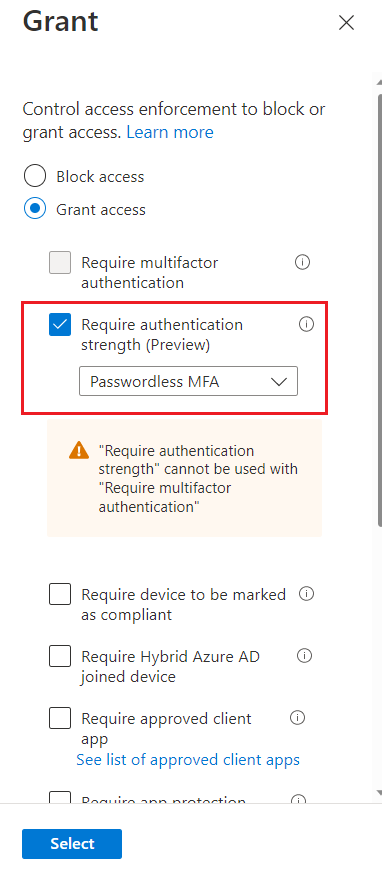 Grant
Control access enforcement to block or
grant access. Learn more
Block access
Grant access
Require multifactor
authentication
Require authentication
strength (Preview)
Passwordless MFA
"Require authentication
strength" cannot be used with
"Require multifactor
authentication"
Require device to be marked
as compliant
Require Hybrid Azure AD
joined device
Require approved client
app
See list of approved client apps
Require app protection
Select